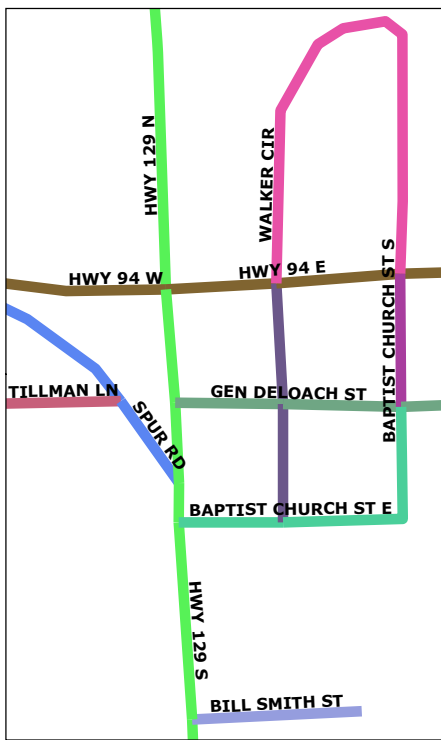 HWY 129 N
WALKER CIR
HWY 94 W
HWY 94 E
BAPTIST CHURCH ST S
TILLMAN LN
GEN DELOACH ST
SPUR RD
BAPTIST CHURCH ST E
HWY 129 S
BILL SMITH ST